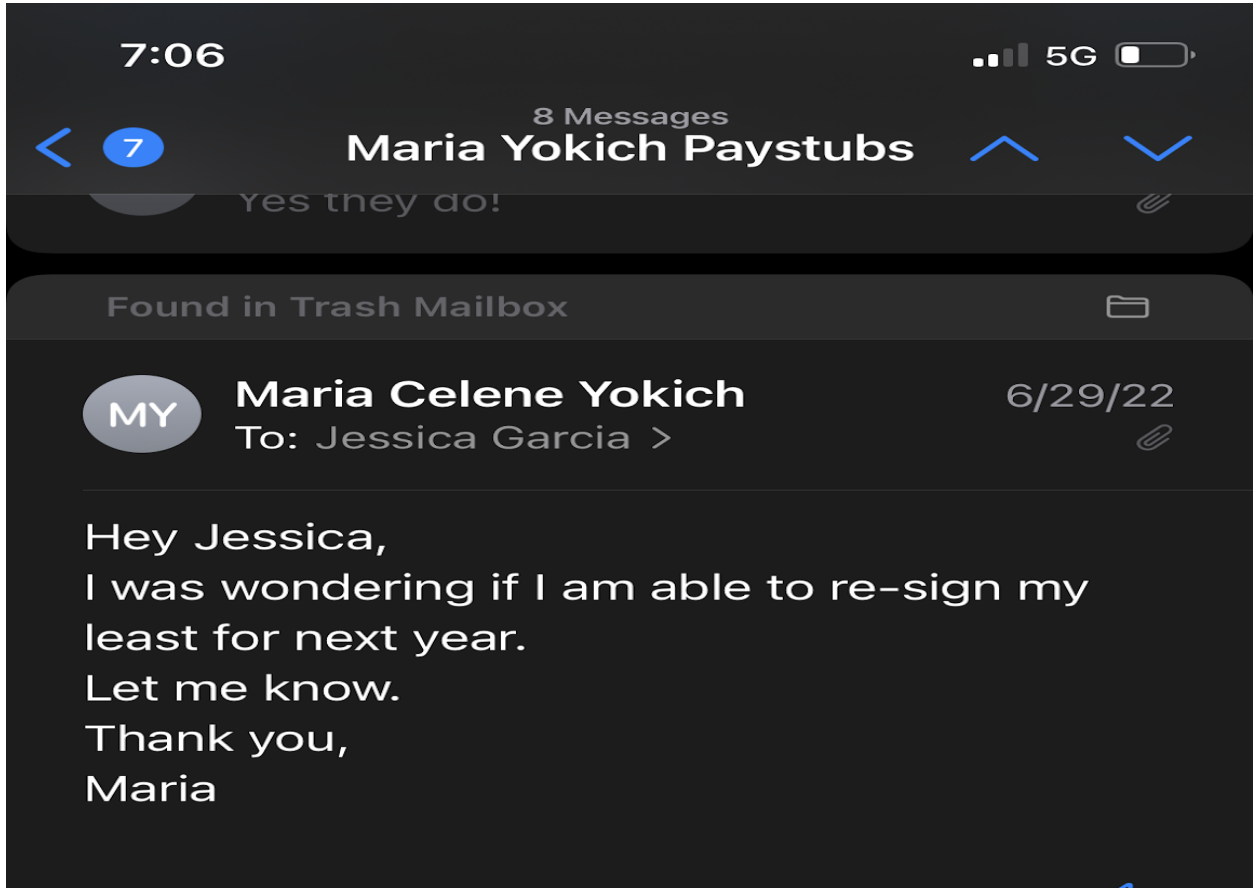 7:06 5G
8 Messages
7 Maria Yokich Paystubs
Yes they do!
Found in Trash Mailbox
MY Maria Celene Yokich 6/29/22
To: Jessica Garcia >
Hey Jessica,
I was wondering if I am able to re-sign my
least for next year.
Let me know.
Thank you,
Maria